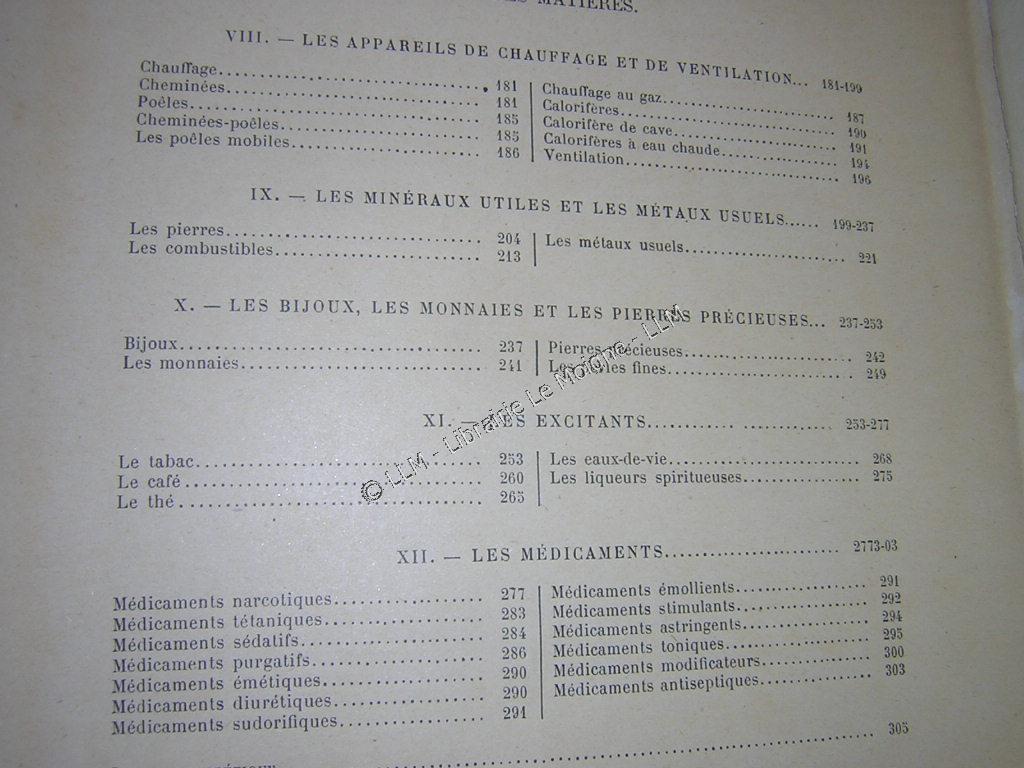 MATIÈRES.
VIII. — LES APPAREILS DE CHAUFFAGE ET DE VENTILATION... 181-199
Chauffage 181
Cheminées 181
Poêles 185
Cheminées-poêles 185
Les poêles mobiles 186
Chauffage au gaz 187
Calorifères 190
Calorifère de cave 191
Calorifères à eau chaude 194
Ventilation 196
IX. — LES MINÉRAUX UTILES ET LES MÉTAUX USUELS...... 199-237
Les pierres 204
Les combustibles 213
Les métaux usuels 221
X. — LES BIJOUX, LES MONNAIES ET LES PIERRES PRÉCIEUSES... 237-253
Bijoux 237
Les monnaies 241
Pierres précieuses 242
Les perles fines 249
XI. — LES EXCITANTS 253-277
Le tabac 253
Le café 260
Le thé 265
Les eaux-de-vie 268
Les liqueurs spiritueuses 275
XII. — LES MÉDICAMENTS 2773-03
Médicaments narcotiques 277
Médicaments tétaniques 283
Médicaments sédatifs 284
Médicaments purgatifs 286
Médicaments émétiques 290
Médicaments diurétiques 290
Médicaments sudorifiques 291
Médicaments émollients 291
Médicaments stimulants 292
Médicaments astringents 294
Médicaments toniques 295
Médicaments modificateurs 300
Médicaments antiseptiques 303
305
© LLM - Librairie Le Moigne - LLM